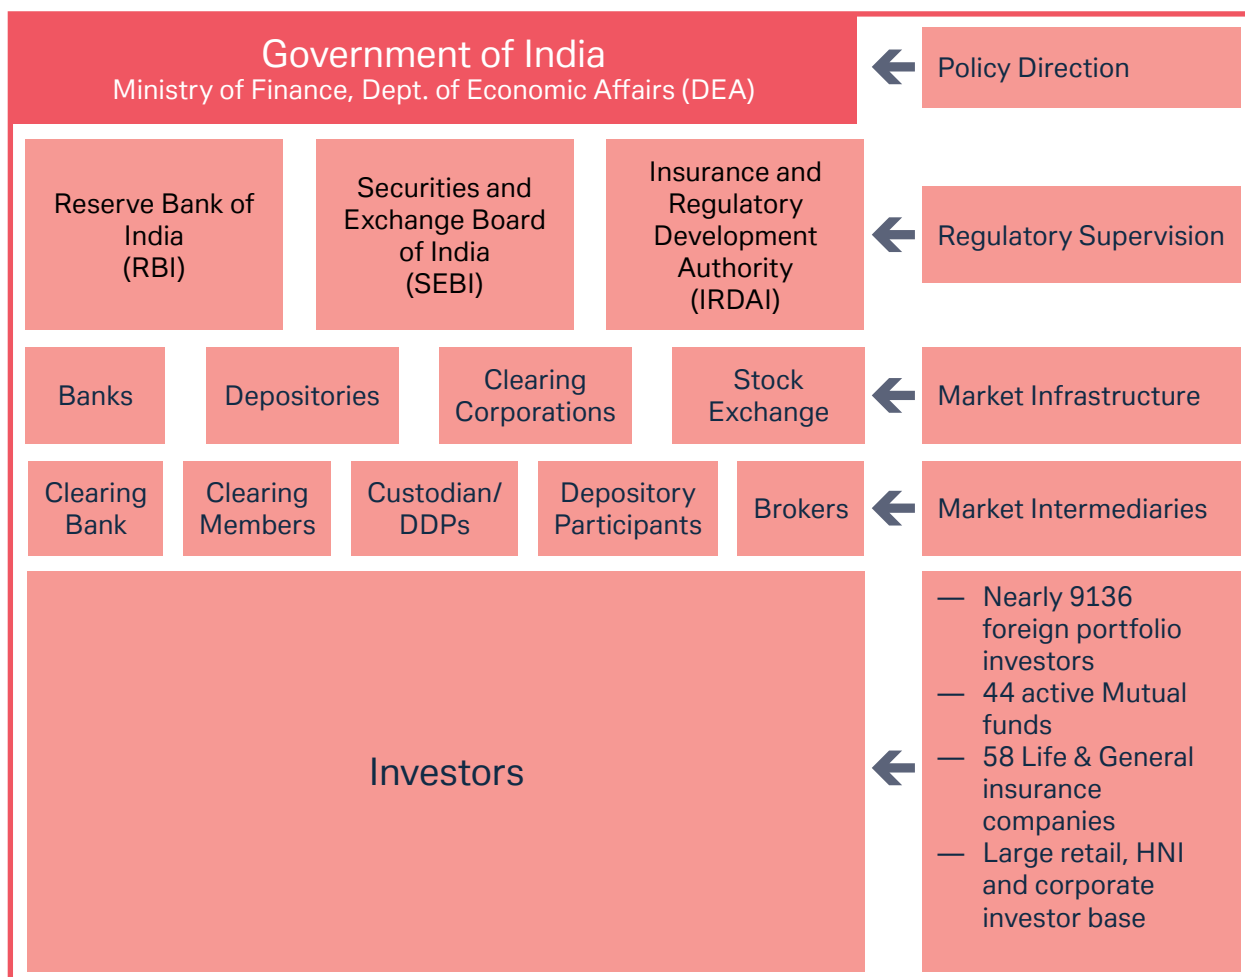 Government of India
Ministry of Finance, Dept. of Economic Affairs (DEA)
Policy Direction
Reserve Bank of
India
(RBI)
Securities and
Exchange Board
of India
(SEBI)
Insurance and
Regulatory
Development
Authority
(IRDAI)
Regulatory Supervision
Banks
Depositories
Clearing
Corporations
Stock
Exchange
Market Infrastructure
Clearing
Bank
Clearing
Members
Custodian/
DDPs
Depository
Participants
Brokers
Market Intermediaries
Investors
— Nearly 9136
foreign portfolio
investors
— 44 active Mutual
funds
— 58 Life & General
insurance
companies
— Large retail, HNI
and corporate
investor base